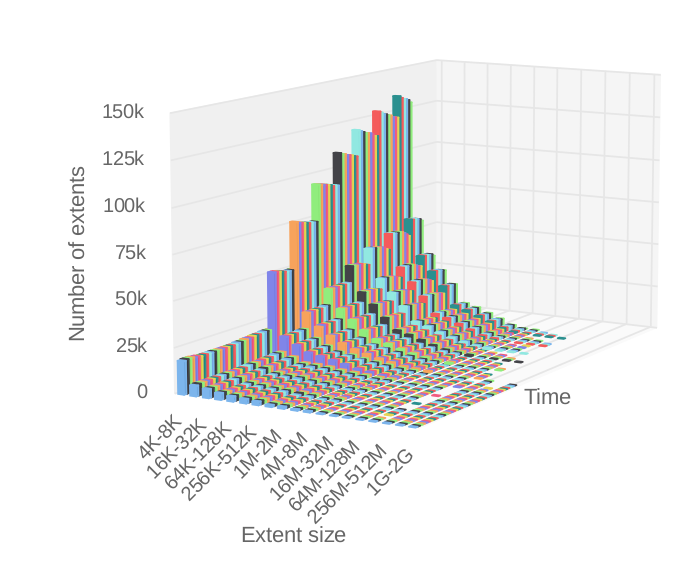 150k
125k
100k
75k
50k
25k
0
Number of extents
4K-8K
16K-32K
64K-128K
256K-512K
1M-2M
4M-8M
16M-32M
64M-128M
256M-512M
1G-2G
Time
Extent size